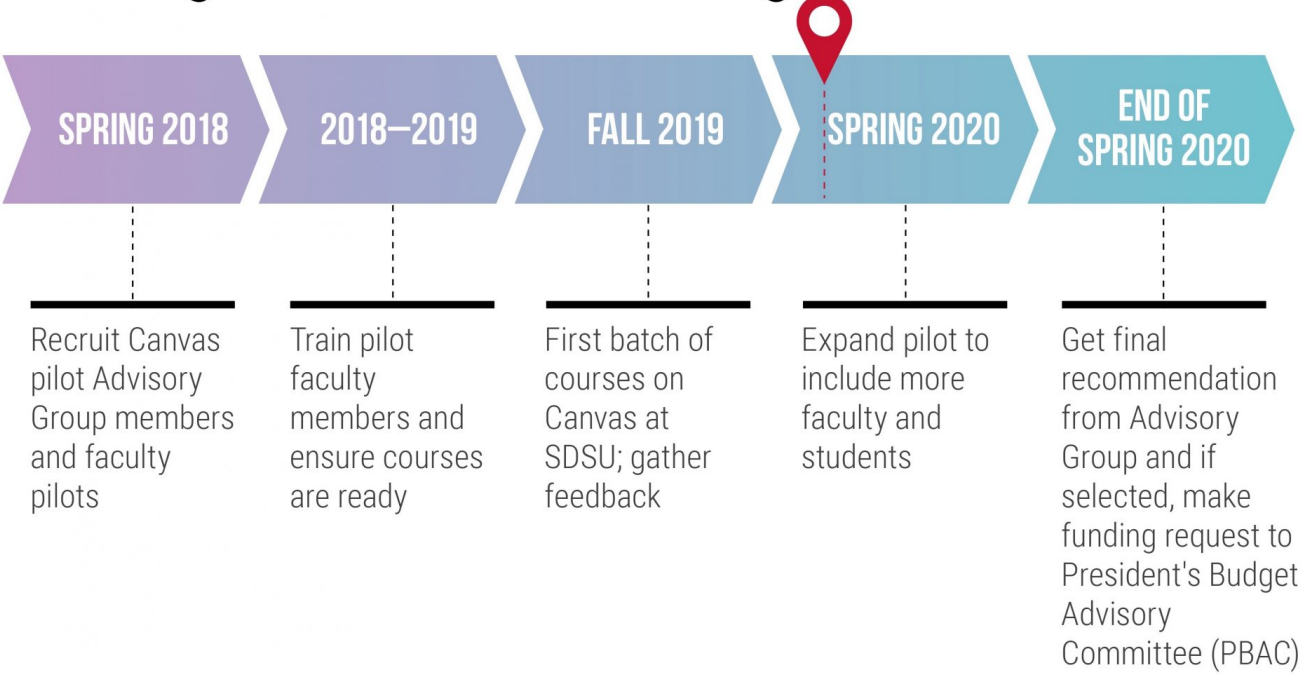 SPRING 2018
2018–2019
FALL 2019
SPRING 2020
END OF
SPRING 2020
Recruit Canvas
pilot Advisory
Group members
and faculty
pilots
Train pilot
faculty
members and
ensure courses
are ready
First batch of
courses on
Canvas at
SDSU; gather
feedback
Expand pilot to
include more
faculty and
students
Get final
recommendation
from Advisory
Group and if
selected, make
funding request to
President's Budget
Advisory
Committee (PBAC)